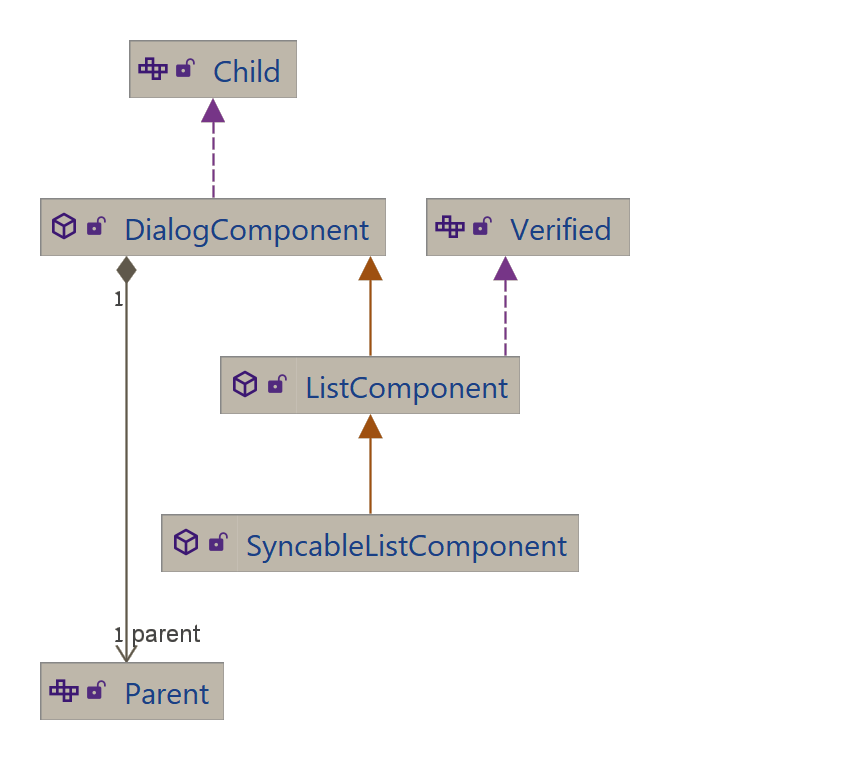 Child
DialogComponent
Verified
1
ListComponent
SyncableListComponent
1 parent
Parent